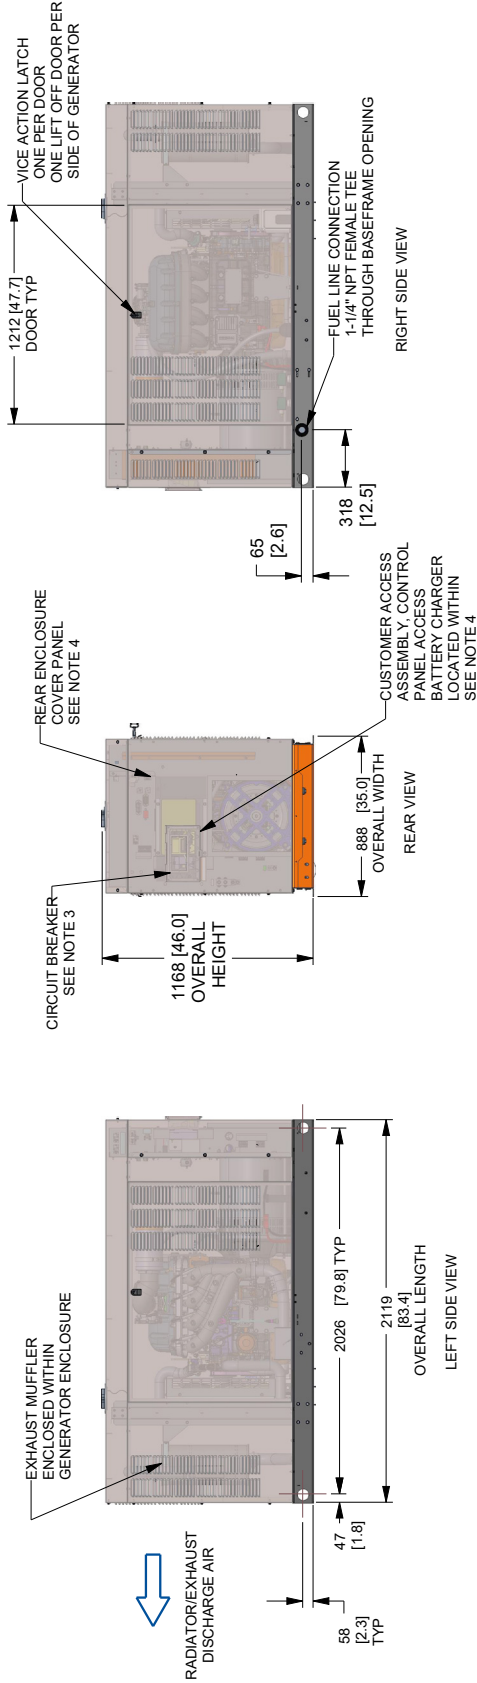 EXHAUST MUFFLER
ENCLOSED WITHIN
GENERATOR ENCLOSURE
RADIATOR/EXHAUST
DISCHARGE AIR
58
[2.3]
TYP
47
[1.8]
2026 [79.8] TYP
2119
[83.4]
OVERALL LENGTH
LEFT SIDE VIEW
CIRCUIT BREAKER
SEE NOTE 3
REAR ENCLOSURE
COVER PANEL
SEE NOTE 4
1168 [46.0]
OVERALL
HEIGHT
888 [35.0]
OVERALL WIDTH
REAR VIEW
CUSTOMER ACCESS
ASSEMBLY, CONTROL
PANEL ACCESS
BATTERY CHARGER
LOCATED WITHIN
SEE NOTE 4
VICE ACTION LATCH
ONE PER DOOR
ONE LIFT OFF DOOR PER
SIDE OF GENERATOR
1212 [47.7]
DOOR TYP
65
[2.6]
318
[12.5]
FUEL LINE CONNECTION
1-1/4" NPT FEMALE TEE
THROUGH BASEFRAME OPENING
RIGHT SIDE VIEW